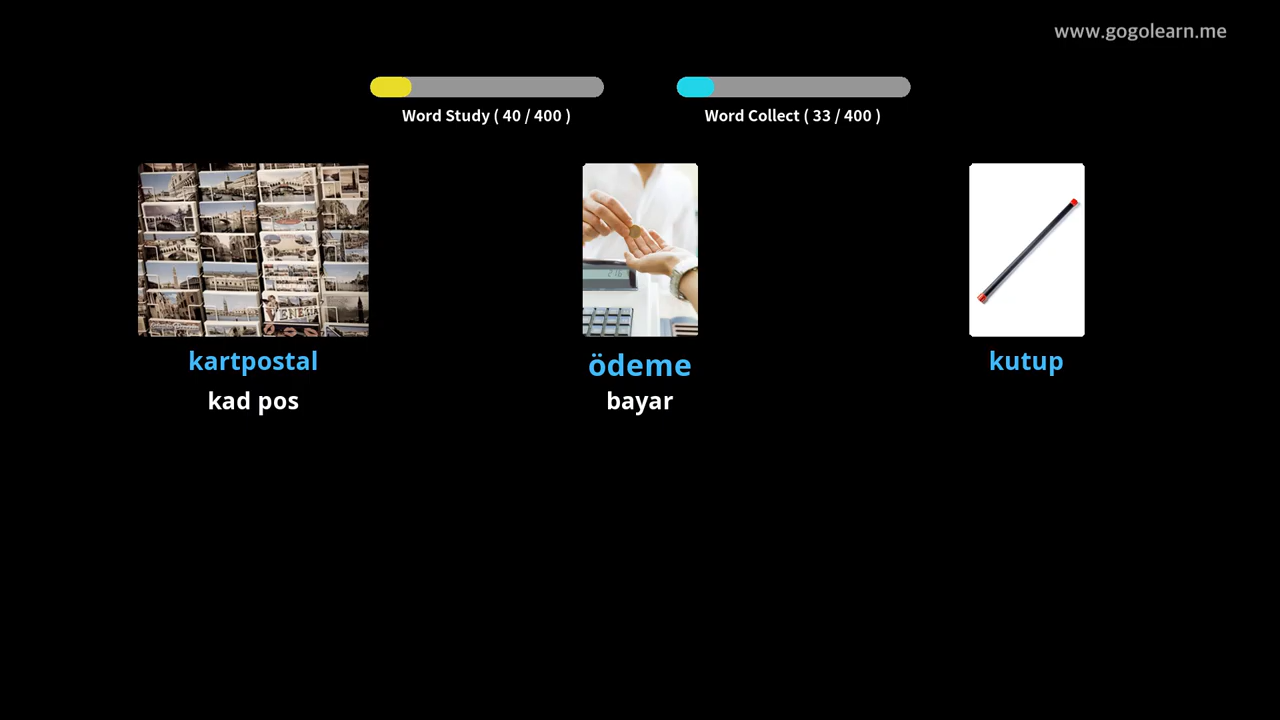 www.gogolearn.me
Word Study ( 40 / 400 )
Word Collect ( 33 / 400 )
kartpostal
kad pos
ödeme
bayar
kutup